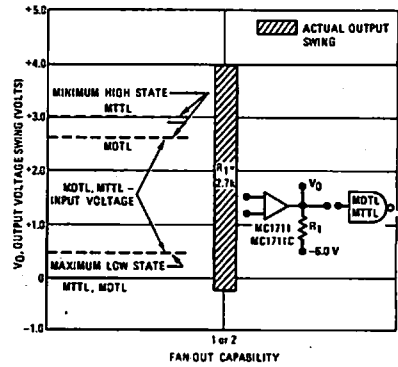 +5.0
ACTUAL OUTPUT
SWING
+4.0
MINIMUM HIGH STATE
MTTL
+3.0
MDTL
+2.0
R1 =
2.7k
VO
MDTL, MTTL –
INPUT VOLTAGE
MDTL
MTTL
+1.0
MC1711
MC1711C
R1
-6.0 V
MAXIMUM LOW STATE
0
MTTL, MDTL
-1.0
1 or 2
FAN-OUT CAPABILITY
VO, OUTPUT VOLTAGE SWING (VOLTS)